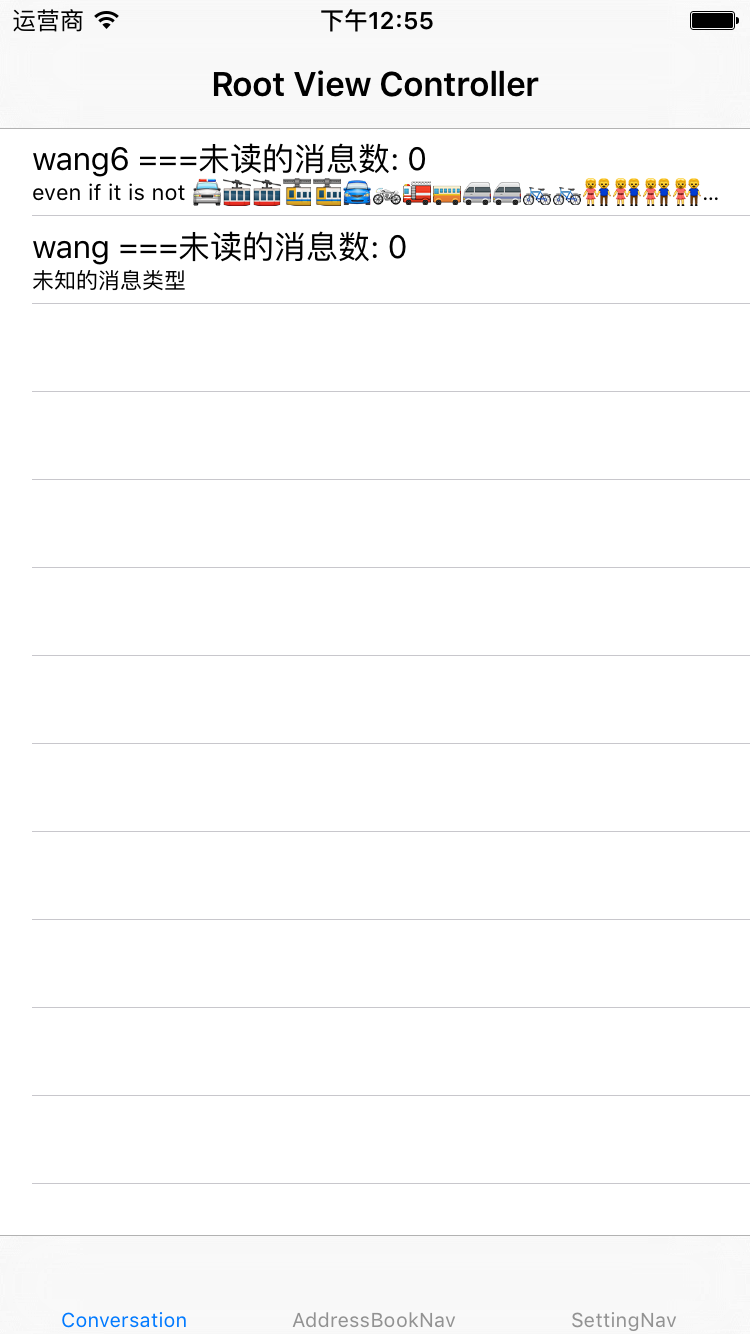 运营商 下午12:55
Root View Controller
wang6 ===未读的消息数: 0
even if it is not 🚔🚡🚡🚟🚟🚘🏍🚒🚌🚐🚐🚲🚲👫👫👫👫...
wang ===未读的消息数: 0
未知的消息类型
Conversation AddressBookNav SettingNav